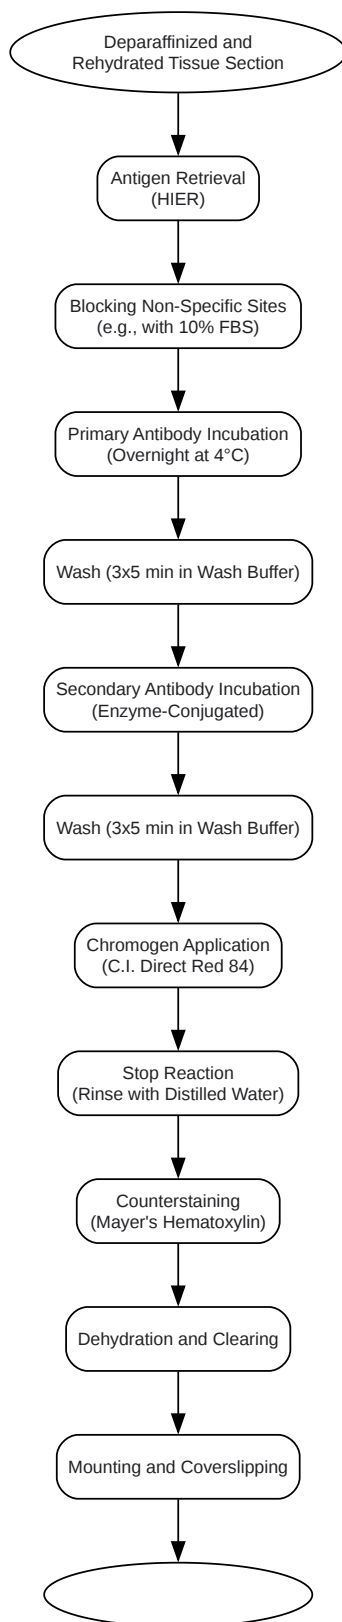 Deparaffinized and
Rehydrated Tissue Section
Antigen Retrieval
(HIER)
Blocking Non-Specific Sites
(e.g., with 10% FBS)
Primary Antibody Incubation
(Overnight at 4°C)
Wash (3x5 min in Wash Buffer)
Secondary Antibody Incubation
(Enzyme-Conjugated)
Wash (3x5 min in Wash Buffer)
Chromogen Application
(C.I. Direct Red 84)
Stop Reaction
(Rinse with Distilled Water)
Counterstaining
(Mayer's Hematoxylin)
Dehydration and Clearing
Mounting and Coverslipping